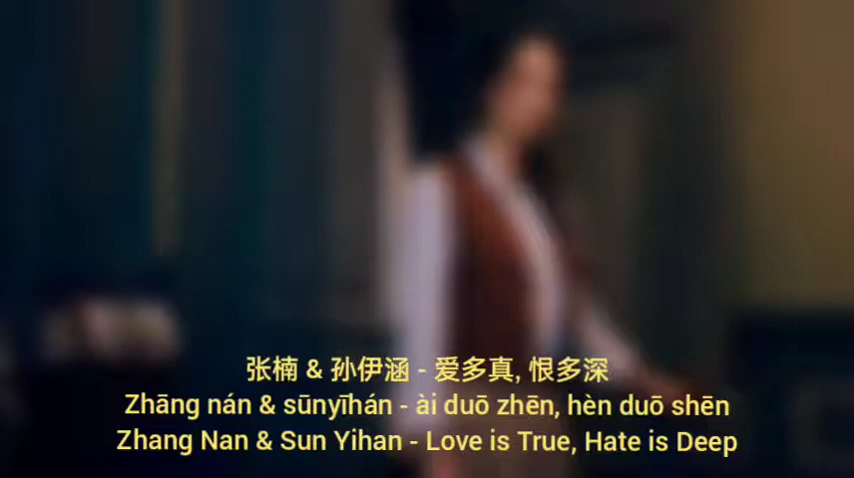 张楠 & 孙伊涵 - 爱多真, 恨多深
Zhāng nán & sūnyīhán - ài duō zhēn, hèn duō shēn
Zhang Nan & Sun Yihan - Love is True, Hate is Deep